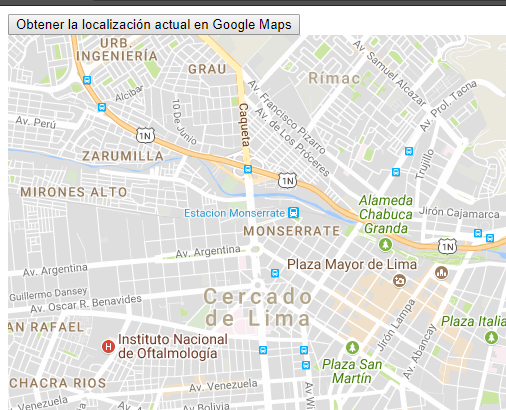 Obtener la localización actual en Google Maps
URB.
INGENIERÍA
GRAU
Rímac
Av. Samuel Alcazar
Av. Prol. Tacna
Alcibar
10 De Junio
Caqueta
Av. Francisco Pizarro
Av. de Los Próceres
Av. Perú
1N
ZARUMILLA
Trujillo
1N
MIRONES ALTO
Alameda
Chabuca
Granda
Estacion Monserrate
Jirón Cajamarca
MONSERRATE
1N
Av. Argentina
Av. Argentina
Plaza Mayor de Lima
Guillermo Dansey
Av. Oscar R. Benavides
Cercado
de Lima
AN RAFAEL
Instituto Nacional
de Oftalmología
Jirón Lampa
Av. Abancay
Plaza Italia
Plaza San
Martín
CHACRA RIOS
Av. Venezuela
Av. Venezuela
Av. Bolivia